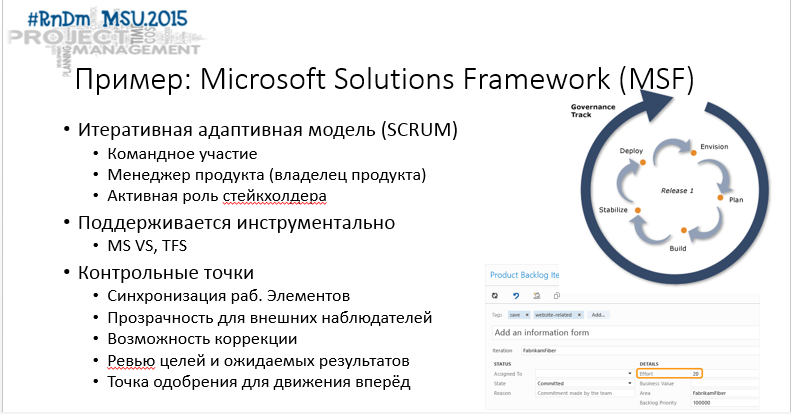 #RnDm MSU.2015
PROJECT
MANAGEMENT
PLANNING
TIME
COST
Пример: Microsoft Solutions Framework (MSF)
• Итеративная адаптивная модель (SCRUM)
• Командное участие
• Менеджер продукта (владелец продукта)
• Активная роль стейкхолдера
• Поддерживается инструментально
• MS VS, TFS
• Контрольные точки
• Синхронизация раб. Элементов
• Прозрачность для внешних наблюдателей
• Возможность коррекции
• Ревью целей и ожидаемых результатов
• Точка одобрения для движения вперёд
Governance
Track
Deploy
Envision
Release 1
Stabilize
Plan
Build
Product Backlog Ite
Tags save × website-related × Add...
Add an information form
Iteration FabrikamFiber
STATUS DETAILS
Assigned To Effort 20
State Committed Business Value
Reason Commitment made by the team Area FabrikamFiber
Backlog Priority 100000